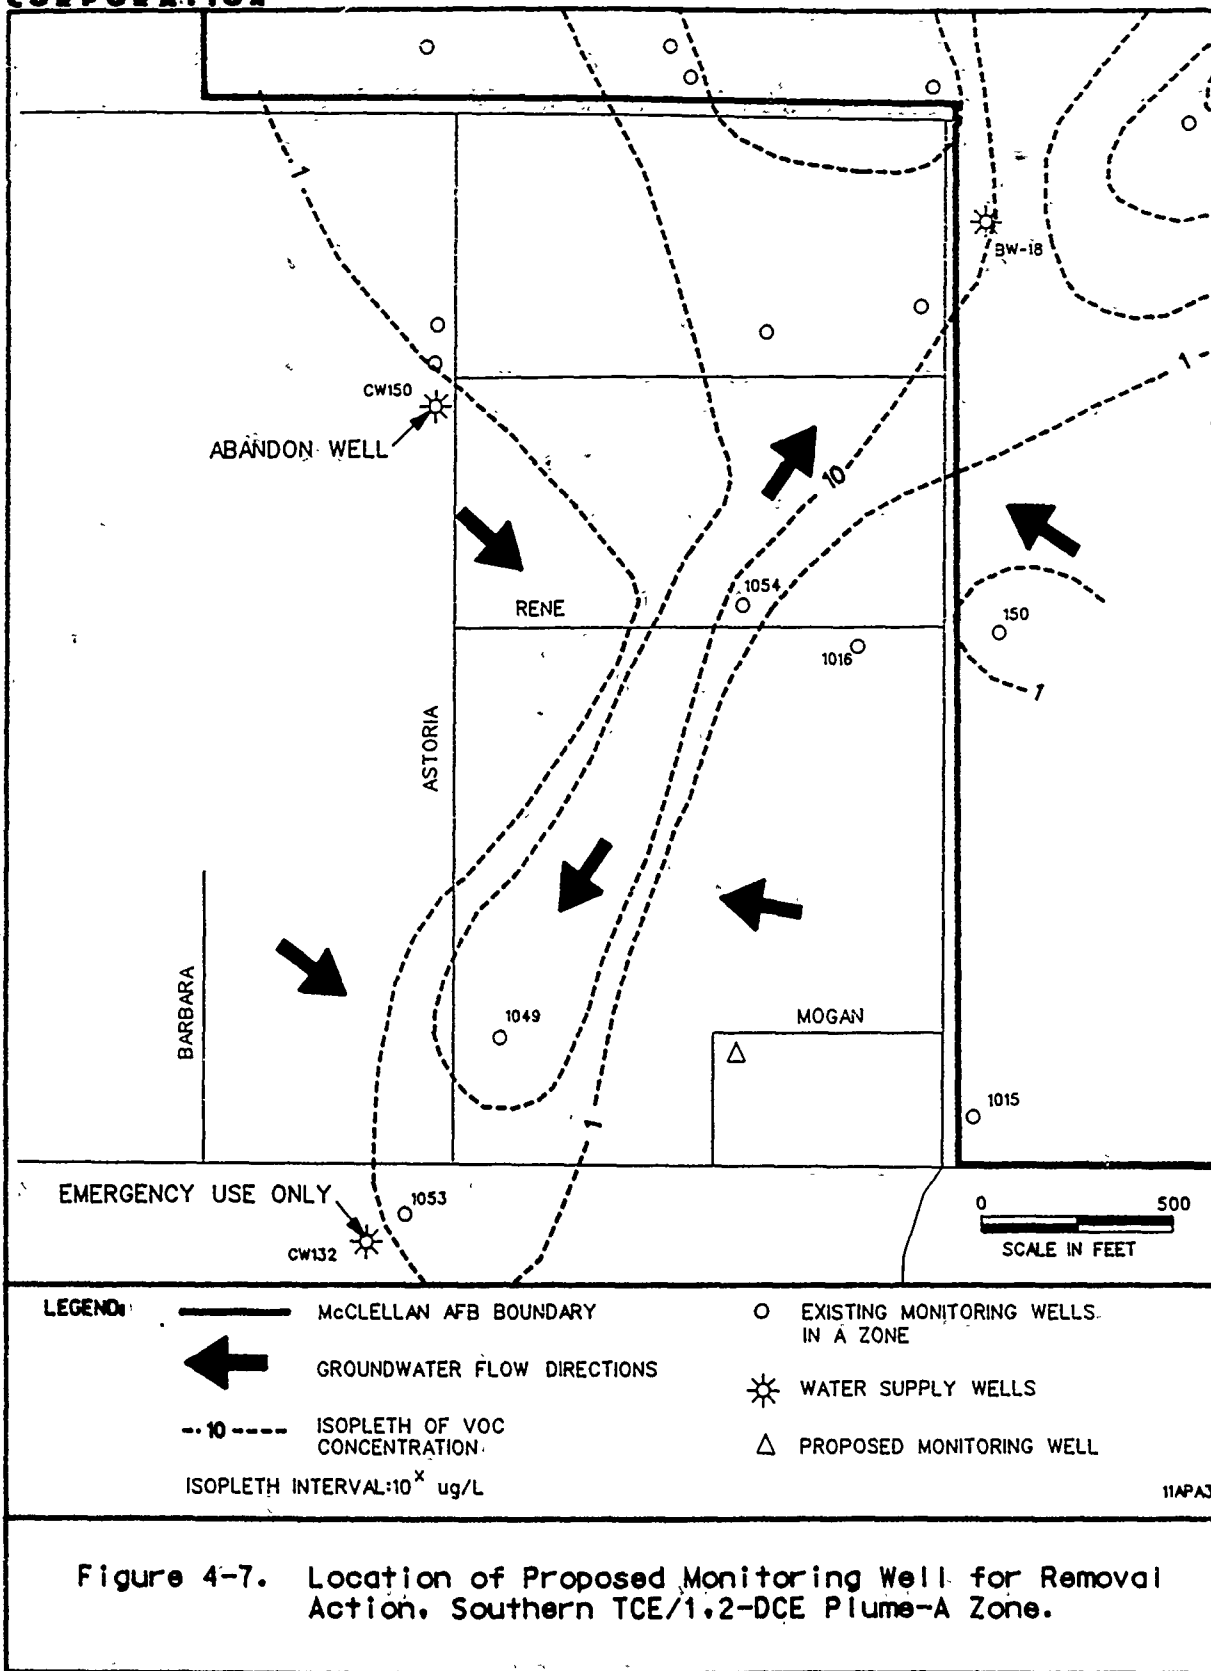 CORPORATION
1
BW-18
1
CW150
ABANDON WELL
10
1054
RENE
150
1016
1
ASTORIA
BARBARA
1049
MOGAN
1015
1
EMERGENCY USE ONLY
1053
CW132
0 500
SCALE IN FEET
LEGEND:
McCLELLAN AFB BOUNDARY
GROUNDWATER FLOW DIRECTIONS
10
ISOPLETH OF VOC
CONCENTRATION
ISOPLETH INTERVAL:10^x ug/L
EXISTING MONITORING WELLS
IN A ZONE
WATER SUPPLY WELLS
PROPOSED MONITORING WELL
11APA3
Figure 4-7. Location of Proposed Monitoring Well for Removal
Action, Southern TCE/1,2-DCE Plume-A Zone.